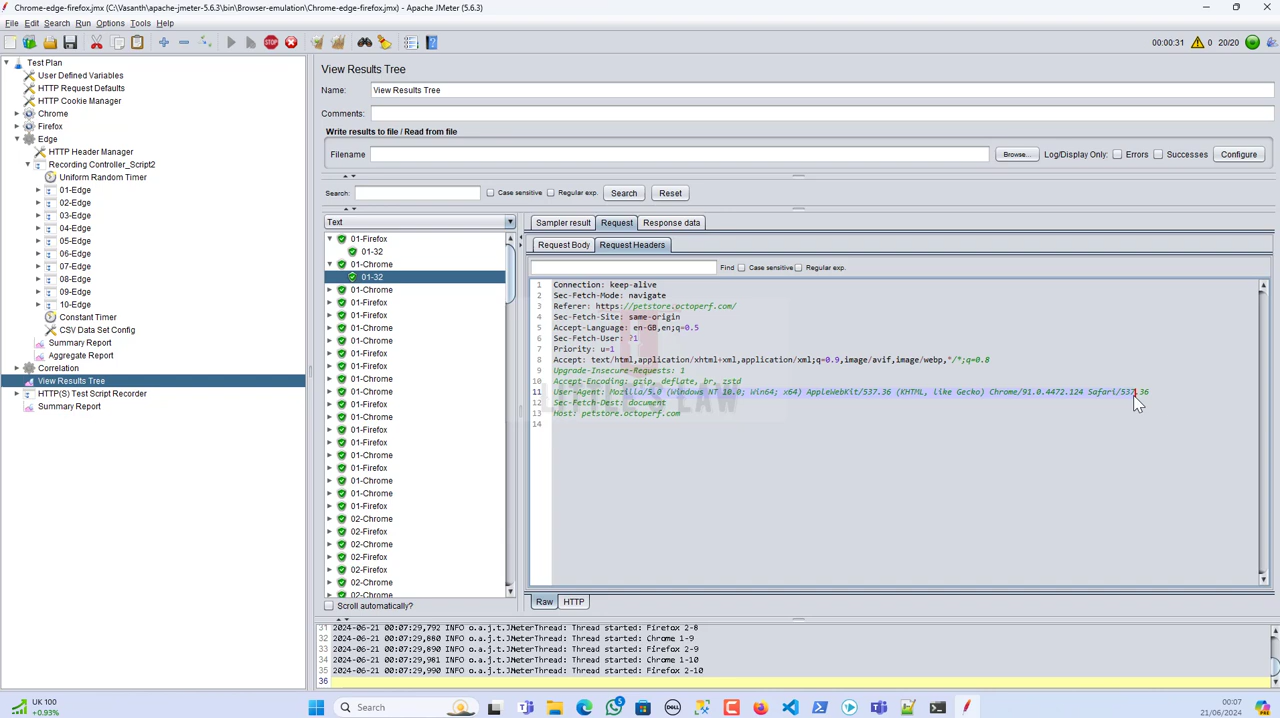 Chrome-edge-firefox.jmx (C:\Vasanth\apache-jmeter-5.6.3\bin\Browser-emulation\Chrome-edge-firefox.jmx) - Apache JMeter (5.6.3)
File Edit Search Run Options Tools Help
00:00:31 0 20/20
Test Plan
User Defined Variables
HTTP Request Defaults
HTTP Cookie Manager
Chrome
Firefox
Edge
HTTP Header Manager
Recording Controller_Script2
Uniform Random Timer
01-Edge
02-Edge
03-Edge
04-Edge
05-Edge
06-Edge
07-Edge
08-Edge
09-Edge
10-Edge
Constant Timer
CSV Data Set Config
Summary Report
Aggregate Report
Correlation
View Results Tree
HTTP(S) Test Script Recorder
Summary Report
View Results Tree
Name: View Results Tree
Comments:
Write results to file / Read from file
Filename Browse... Log/Display Only: Errors Successes Configure
Search: Case sensitive Regular exp. Search Reset
Text
01-Firefox
01-32
01-Chrome
01-32
01-Chrome
01-Firefox
01-Firefox
01-Chrome
01-Chrome
01-Firefox
01-Firefox
01-Chrome
01-Chrome
01-Firefox
01-Chrome
01-Firefox
01-Firefox
01-Chrome
01-Firefox
01-Chrome
01-Chrome
01-Firefox
02-Chrome
02-Firefox
02-Chrome
02-Firefox
02-Firefox
02-Chrome
02-Chrome
Scroll automatically?
Sampler result Request Response data
Request Body Request Headers
Find Case sensitive Regular exp.
1 Connection: keep-alive
2 Sec-Fetch-Mode: navigate
3 Referer: https://petstore.octoperf.com/
4 Sec-Fetch-Site: same-origin
5 Accept-Language: en-GB,en;q=0.5
6 Sec-Fetch-User: ?1
7 Priority: u=1
8 Accept: text/html,application/xhtml+xml,application/xml;q=0.9,image/avif,image/webp,*/*;q=0.8
9 Upgrade-Insecure-Requests: 1
10 Accept-Encoding: gzip, deflate, br, zstd
11 User-Agent: Mozilla/5.0 (Windows NT 10.0; Win64; x64) AppleWebKit/537.36 (KHTML, like Gecko) Chrome/91.0.4472.124 Safari/537.36
12 Sec-Fetch-Dest: document
13 Host: petstore.octoperf.com
14
LAW
Raw HTTP
31 2024-06-21 00:07:29,792 INFO o.a.j.t.JMeterThread: Thread started: Firefox 2-8
32 2024-06-21 00:07:29,880 INFO o.a.j.t.JMeterThread: Thread started: Chrome 1-9
33 2024-06-21 00:07:29,890 INFO o.a.j.t.JMeterThread: Thread started: Firefox 2-9
34 2024-06-21 00:07:29,981 INFO o.a.j.t.JMeterThread: Thread started: Chrome 1-10
35 2024-06-21 00:07:29,990 INFO o.a.j.t.JMeterThread: Thread started: Firefox 2-10
36
UK 100
+0.93%
Search
5
DELL
00:07
21/06/2024